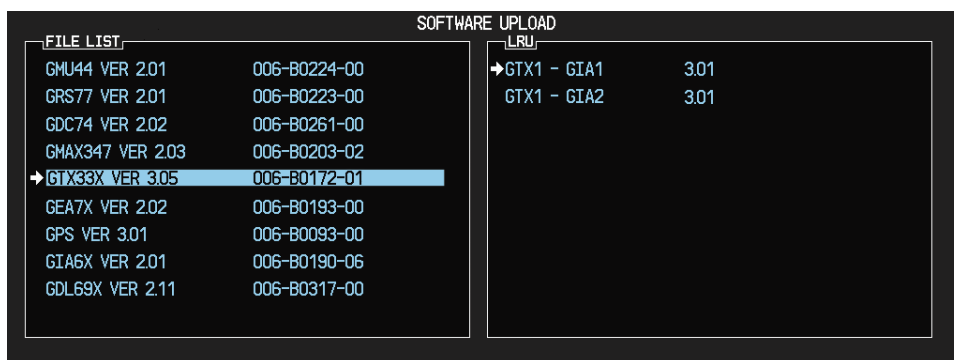 SOFTWARE UPLOAD
FILE LIST
GMU44 VER 2.01 006-B0224-00
GRS77 VER 2.01 006-B0223-00
GDC74 VER 2.02 006-B0261-00
GMAX347 VER 2.03 006-B0203-02
GTX33X VER 3.05 006-B0172-01
GEA7X VER 2.02 006-B0193-00
GPS VER 3.01 006-B0093-00
GIA6X VER 2.01 006-B0190-06
GDL69X VER 2.11 006-B0317-00
LRU
GTX1 - GIA1 3.01
GTX1 - GIA2 3.01